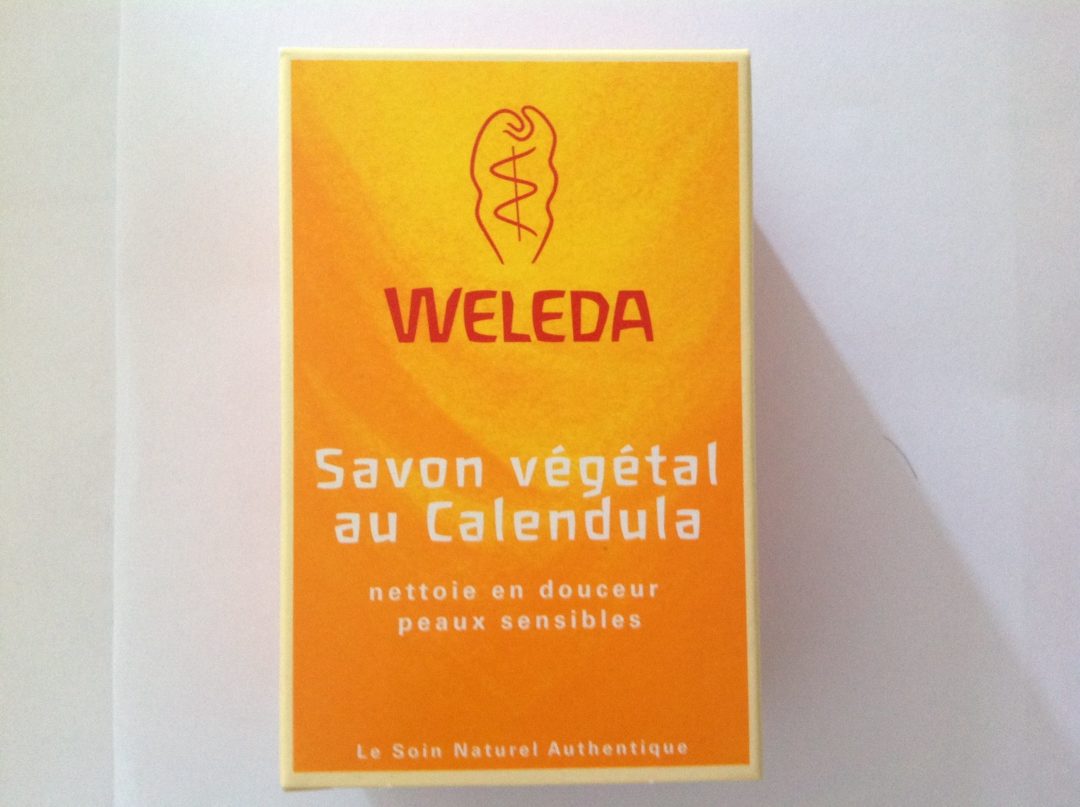 WELEDA
Savon végétal
au Calendula
nettoie en douceur
peaux sensibles
Le Soin Naturel Authentique